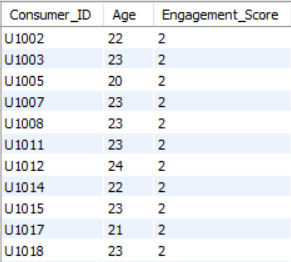 Consumer_ID Age Engagement_Score
U1002 22 2
U1003 23 2
U1005 20 2
U1007 23 2
U1008 23 2
U1011 23 2
U1012 24 2
U1014 22 2
U1015 23 2
U1017 21 2
U1018 23 2